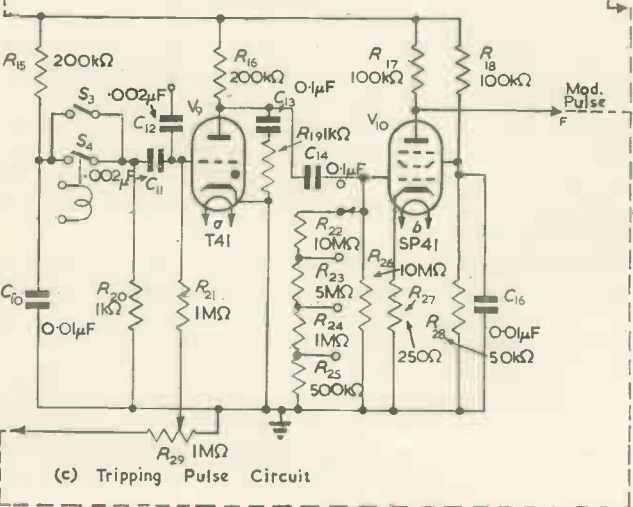 R15
200kΩ
R16
200kΩ
R17
100kΩ
R18
100kΩ
S3
S4
.002μF
C12
V9
0·1μF
C13
R19 1kΩ
C14
0·1μF
V10
Mod.
Pulse
F
.002μF
C11
a
T41
b
SP41
R22
10MΩ
R23
5MΩ
R24
1MΩ
R25
500kΩ
R26
10MΩ
R27
250Ω
R28
50kΩ
C16
0·01μF
C10
0·01μF
R20
1kΩ
R21
1MΩ
R29
1MΩ
(c) Tripping Pulse Circuit